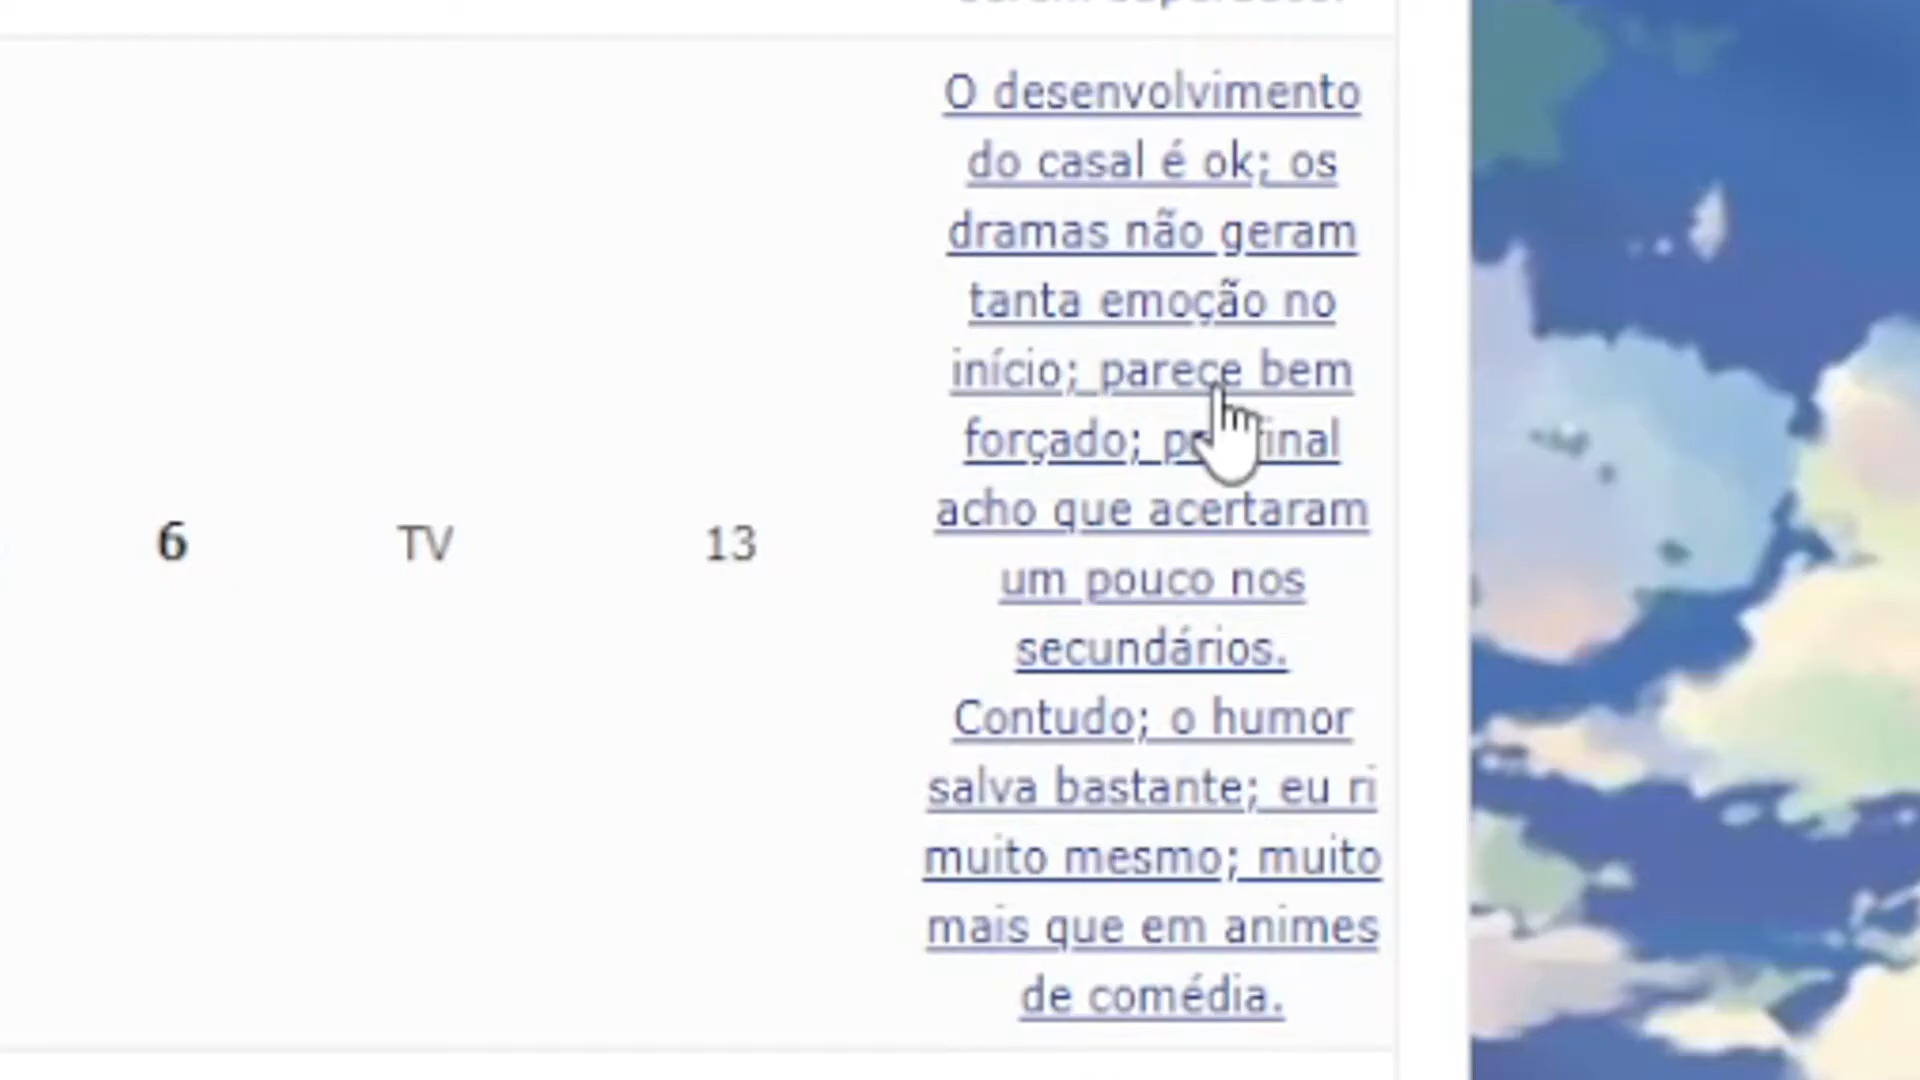 O desenvolvimento
do casal é ok; os
dramas não geram
tanta emoção no
início; parece bem
forçado; final
acho que acertaram
6 TV 13
um pouco nos
secundários.
Contudo; o humor
salva bastante; eu ri
muito mesmo; muito
mais que em animes
de comédia.